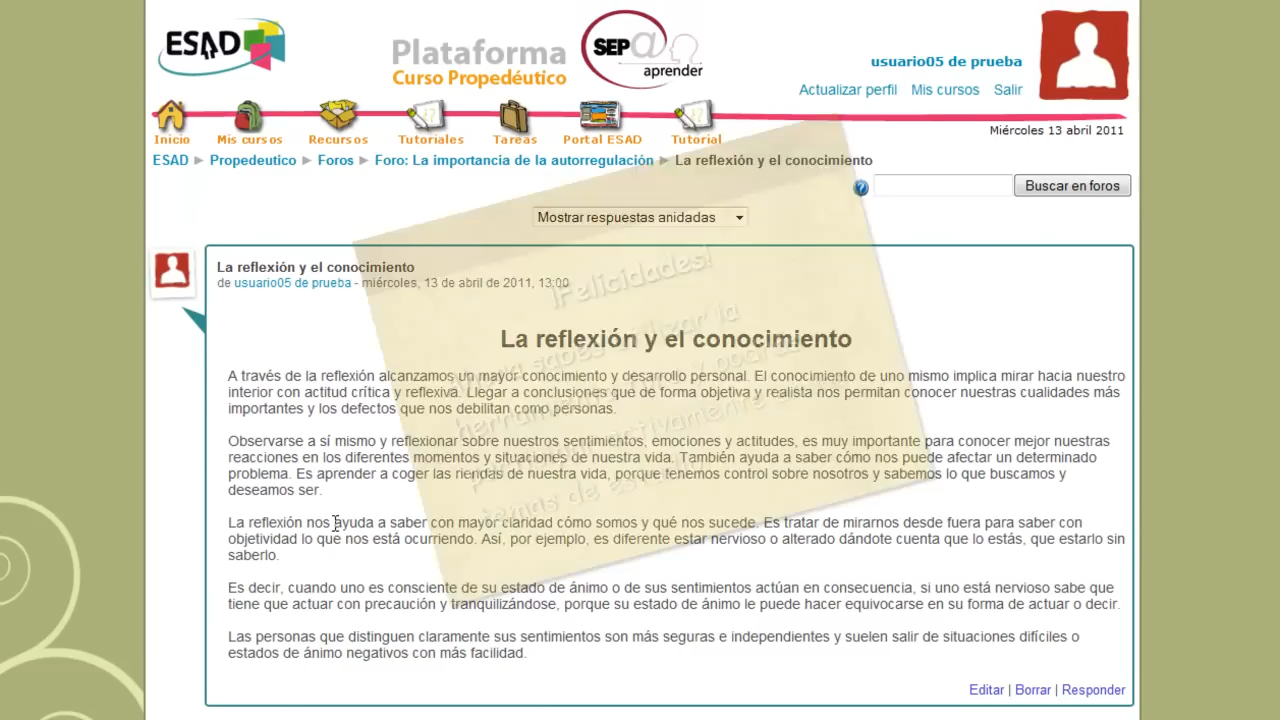 ESAD
Plataforma
Curso Propedéutico
SEP@
aprender
usuario05 de prueba
Actualizar perfil Mis cursos Salir
Inicio Mis cursos Recursos Tutoriales Tareas Portal ESAD Tutorial
Miércoles 13 abril 2011
ESAD ► Propedeutico ► Foros ► Foro: La importancia de la autorregulación ► La reflexión y el conocimiento
? Buscar en foros
Mostrar respuestas anidadas
La reflexión y el conocimiento
de usuario05 de prueba - miércoles, 13 de abril de 2011, 13:00
¡Felicidades!
La reflexión y el conocimiento
A través de la reflexión alcanzamos un mayor conocimiento y desarrollo personal. El conocimiento de uno mismo implica mirar hacia nuestro
interior con actitud crítica y reflexiva. Llegar a conclusiones que de forma objetiva y realista nos permitan conocer nuestras cualidades más
importantes y los defectos que nos debilitan como personas.
Observarse a sí mismo y reflexionar sobre nuestros sentimientos, emociones y actitudes, es muy importante para conocer mejor nuestras
reacciones en los diferentes momentos y situaciones de nuestra vida. También ayuda a saber cómo nos puede afectar un determinado
problema. Es aprender a coger las riendas de nuestra vida, porque tenemos control sobre nosotros y sabemos lo que buscamos y
deseamos ser.
La reflexión nos ayuda a saber con mayor claridad cómo somos y qué nos sucede. Es tratar de mirarnos desde fuera para saber con
objetividad lo que nos está ocurriendo. Así, por ejemplo, es diferente estar nervioso o alterado dándote cuenta que lo estás, que estarlo sin
saberlo.
Es decir, cuando uno es consciente de su estado de ánimo o de sus sentimientos actúan en consecuencia, si uno está nervioso sabe que
tiene que actuar con precaución y tranquilizándose, porque su estado de ánimo le puede hacer equivocarse en su forma de actuar o decir.
Las personas que distinguen claramente sus sentimientos son más seguras e independientes y suelen salir de situaciones difíciles o
estados de ánimo negativos con más facilidad.
Editar | Borrar | Responder